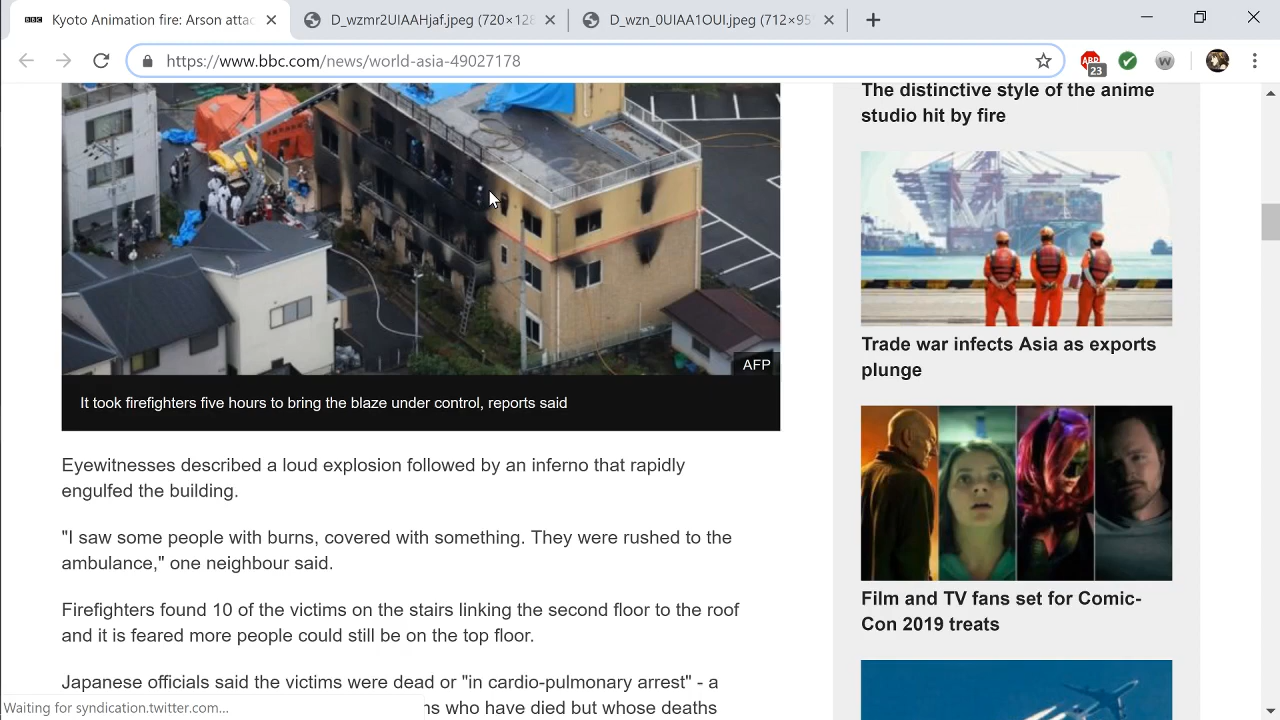 BBC Kyoto Animation fire: Arson attac
D_wzmr2UIAAHjaf.jpeg (720×128
D_wzn_0UIAA1OUI.jpeg (712×95
https://www.bbc.com/news/world-asia-49027178
ABP
23
W
The distinctive style of the anime
studio hit by fire
AFP
It took firefighters five hours to bring the blaze under control, reports said
Trade war infects Asia as exports
plunge
Eyewitnesses described a loud explosion followed by an inferno that rapidly
engulfed the building.
"I saw some people with burns, covered with something. They were rushed to the
ambulance," one neighbour said.
Film and TV fans set for Comic-
Con 2019 treats
Firefighters found 10 of the victims on the stairs linking the second floor to the roof
and it is feared more people could still be on the top floor.
Japanese officials said the victims were dead or "in cardio-pulmonary arrest" - a
ns who have died but whose deaths
Waiting for syndication.twitter.com...